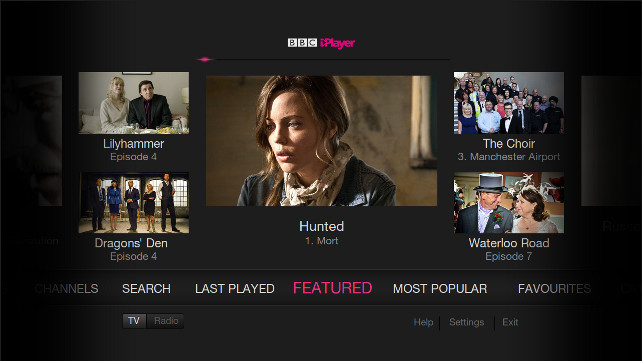 BBC iPlayer
Lilyhammer
Episode 4
Dragons' Den
Episode 4
Hunted
1. Mort
The Choir
3. Manchester Airport
Waterloo Road
Episode 7
CHANNELS
SEARCH
LAST PLAYED
FEATURED
MOST POPULAR
FAVOURITES
TV
Radio
Help
Settings
Exit